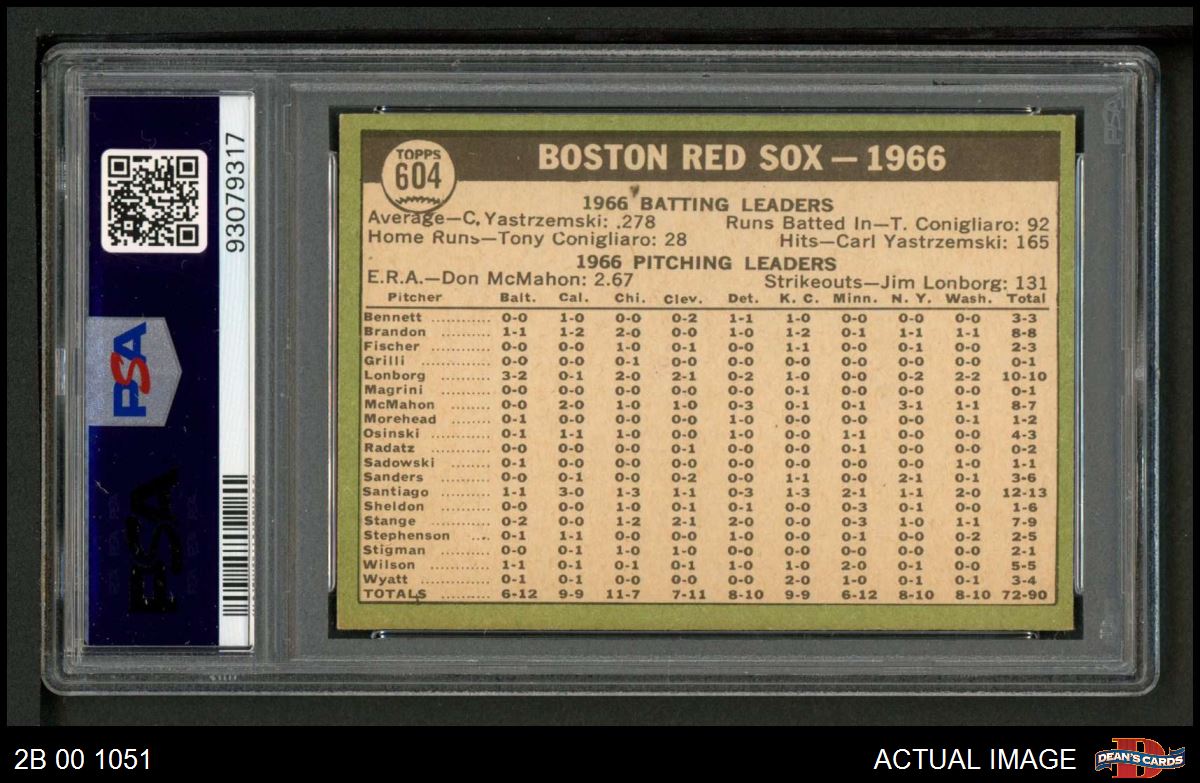 93079317
PSA
PSA
TOPPS
604
BOSTON RED SOX — 1966
1966 BATTING LEADERS
Average—C. Yastrzemski: .278 Runs Batted In—T. Conigliaro: 92
Home Runs—Tony Conigliaro: 28 Hits—Carl Yastrzemski: 165
1966 PITCHING LEADERS
E.R.A.—Don McMahon: 2.67 Strikeouts—Jim Lonborg: 131
Pitcher Balt. Cal. Chi. Clev. Det. K. C. Minn. N. Y. Wash. Total
Bennett ........... 0-0 1-0 0-0 0-2 1-1 1-0 0-0 0-0 0-0 3-3
Brandon ........... 1-1 1-2 2-0 0-0 1-0 1-2 0-1 1-1 1-1 8-8
Fischer ........... 0-0 0-0 1-0 0-1 0-0 1-1 0-0 0-1 0-0 2-3
Grilli ........... 0-0 0-0 0-1 0-0 0-0 0-0 0-0 0-0 0-0 0-1
Lonborg ......... 3-2 0-1 2-0 2-1 0-2 1-0 0-0 0-2 2-2 10-10
Magrini ......... 0-0 0-0 0-0 0-0 0-0 0-1 0-0 0-0 0-0 0-1
McMahon ....... 0-0 2-0 1-0 1-0 0-3 0-1 0-1 3-1 1-1 8-7
Morehead ....... 0-1 0-0 0-0 0-0 1-0 0-0 0-0 0-0 0-1 1-2
Osinski ........... 0-1 1-1 1-0 0-0 1-0 0-0 1-1 0-0 0-0 4-3
Radatz ........... 0-0 0-0 0-0 0-1 0-0 0-0 0-1 0-0 0-0 0-2
Sadowski ....... 0-1 0-0 0-0 0-0 0-0 0-0 0-0 0-0 1-0 1-1
Sanders ......... 0-0 0-1 0-0 0-2 0-0 1-1 0-0 2-1 0-1 3-6
Santiago ......... 1-1 3-0 1-3 1-1 0-3 1-3 2-1 1-1 2-0 12-13
Sheldon ......... 0-0 0-0 1-0 0-1 0-1 0-0 0-3 0-1 0-0 1-6
Stange ........... 0-2 0-0 1-2 2-1 2-0 0-0 0-3 1-0 1-1 7-9
Stephenson .... 0-1 1-1 0-0 0-0 1-0 0-0 0-1 0-0 0-2 2-5
Stigman ......... 0-0 0-1 1-0 1-0 0-0 0-0 0-0 0-0 0-0 2-1
Wilson ........... 1-1 0-1 0-1 0-1 1-0 1-0 2-0 0-1 0-0 5-5
Wyatt ........... 0-1 0-1 0-0 0-0 0-0 2-0 1-0 0-1 0-1 3-4
TOTALS ........... 6-12 9-9 11-7 7-11 8-10 9-9 6-12 8-10 8-10 72-90
2B 00 1051
ACTUAL IMAGE
D
DEAN'S CARDS